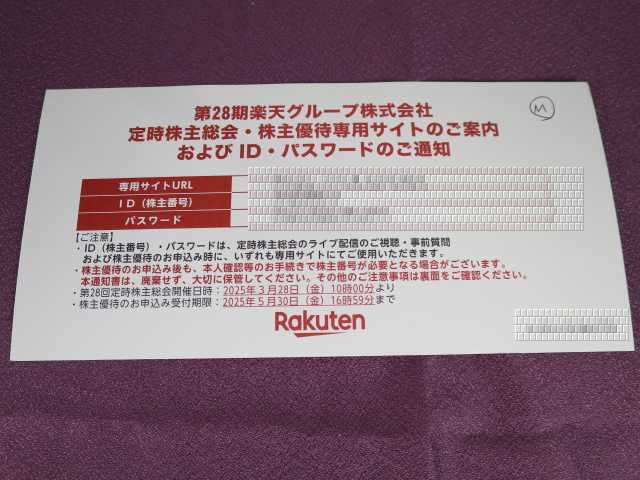 第28期楽天グループ株式会社
定時株主総会・株主優待専用サイトのご案内
および ID・パスワードのご通知
M
専用サイトURL
ID（株主番号）
パスワード
【ご注意】
・ID（株主番号）・パスワードは、定時株主総会のライブ配信のご視聴・事前質問
および株主優待のお申込み時に、いずれも専用サイトにてご使用いただきます。
・株主優待のお申込み後も、本人確認等のお手続きで株主番号が必要となる場合がございます。
本通知書は、廃棄せず、大切に保管してください。その他のご注意事項は裏面をご確認ください。
・第28回定時株主総会開催日時：2025年3月28日（金）10時00分より
・株主優待のお申込み受付期限：2025年5月30日（金）16時59分まで
Rakuten